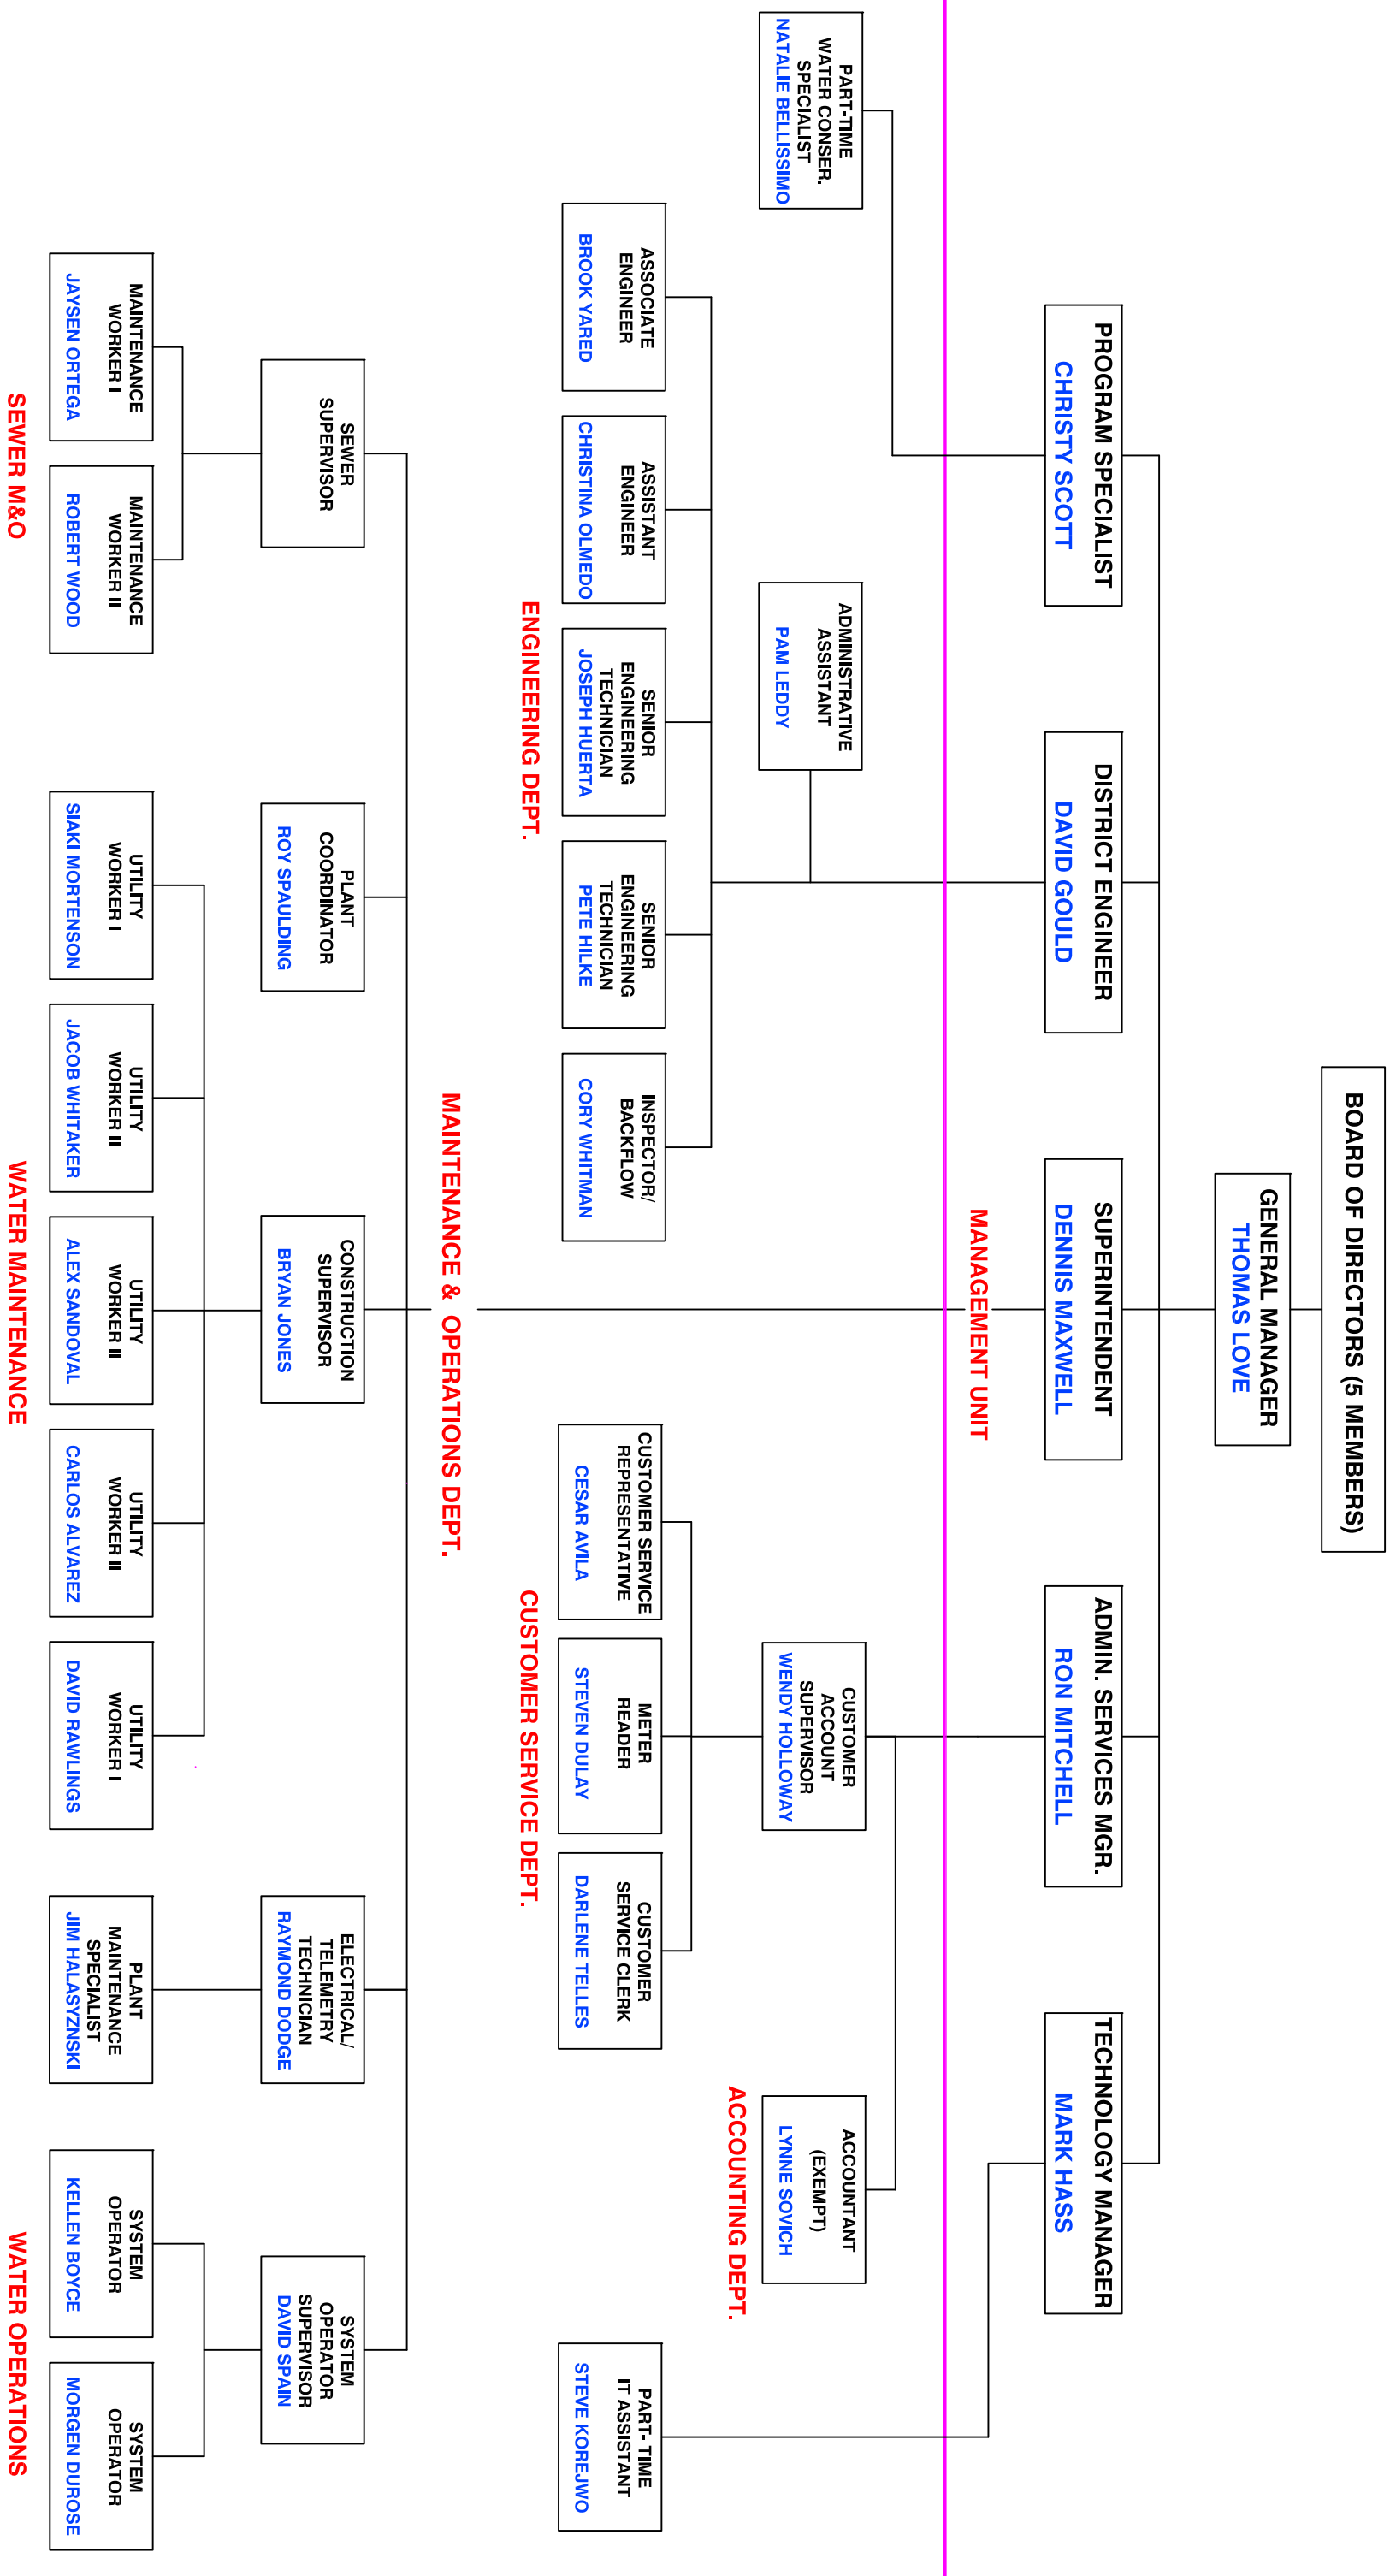 BOARD OF DIRECTORS (5 MEMBERS)
GENERAL MANAGER
THOMAS LOVE
PROGRAM SPECIALIST
CHRISTY SCOTT
DISTRICT ENGINEER
DAVID GOULD
SUPERINTENDENT
DENNIS MAXWELL
ADMIN. SERVICES MGR.
RON MITCHELL
TECHNOLOGY MANAGER
MARK HASS
MANAGEMENT UNIT
PART-TIME
WATER CONSER.
SPECIALIST
NATALIE BELLISSIMO
ADMINISTRATIVE
ASSISTANT
PAM LEDDY
CUSTOMER
ACCOUNT
SUPERVISOR
WENDY HOLLOWAY
ACCOUNTANT
(EXEMPT)
LYNNE SOVICH
ACCOUNTING DEPT.
ASSOCIATE
ENGINEER
BROOK YARED
ASSISTANT
ENGINEER
CHRISTINA OLMEDO
SENIOR
ENGINEERING
TECHNICIAN
JOSEPH HUERTA
SENIOR
ENGINEERING
TECHNICIAN
PETE HILKE
INSPECTOR/
BACKFLOW
CORY WHITMAN
CUSTOMER SERVICE
REPRESENTATIVE
CESAR AVILA
METER
READER
STEVEN DULAY
CUSTOMER
SERVICE CLERK
DARLENE TELLES
PART- TIME
IT ASSISTANT
STEVE KOREJWO
ENGINEERING DEPT.
CUSTOMER SERVICE DEPT.
MAINTENANCE & OPERATIONS DEPT.
SEWER
SUPERVISOR
PLANT
COORDINATOR
ROY SPAULDING
CONSTRUCTION
SUPERVISOR
BRYAN JONES
ELECTRICAL/
TELEMETRY
TECHNICIAN
RAYMOND DODGE
SYSTEM
OPERATOR
SUPERVISOR
DAVID SPAIN
MAINTENANCE
WORKER I
JAYSEN ORTEGA
MAINTENANCE
WORKER II
ROBERT WOOD
UTILITY
WORKER I
SIAKI MORTENSON
UTILITY
WORKER II
JACOB WHITAKER
UTILITY
WORKER II
ALEX SANDOVAL
UTILITY
WORKER II
CARLOS ALVAREZ
UTILITY
WORKER I
DAVID RAWLINGS
PLANT
MAINTENANCE
SPECIALIST
JIM HALASYZNSKI
SYSTEM
OPERATOR
KELLEN BOYCE
SYSTEM
OPERATOR
MORGEN DUROSE
SEWER M&O
WATER MAINTENANCE
WATER OPERATIONS